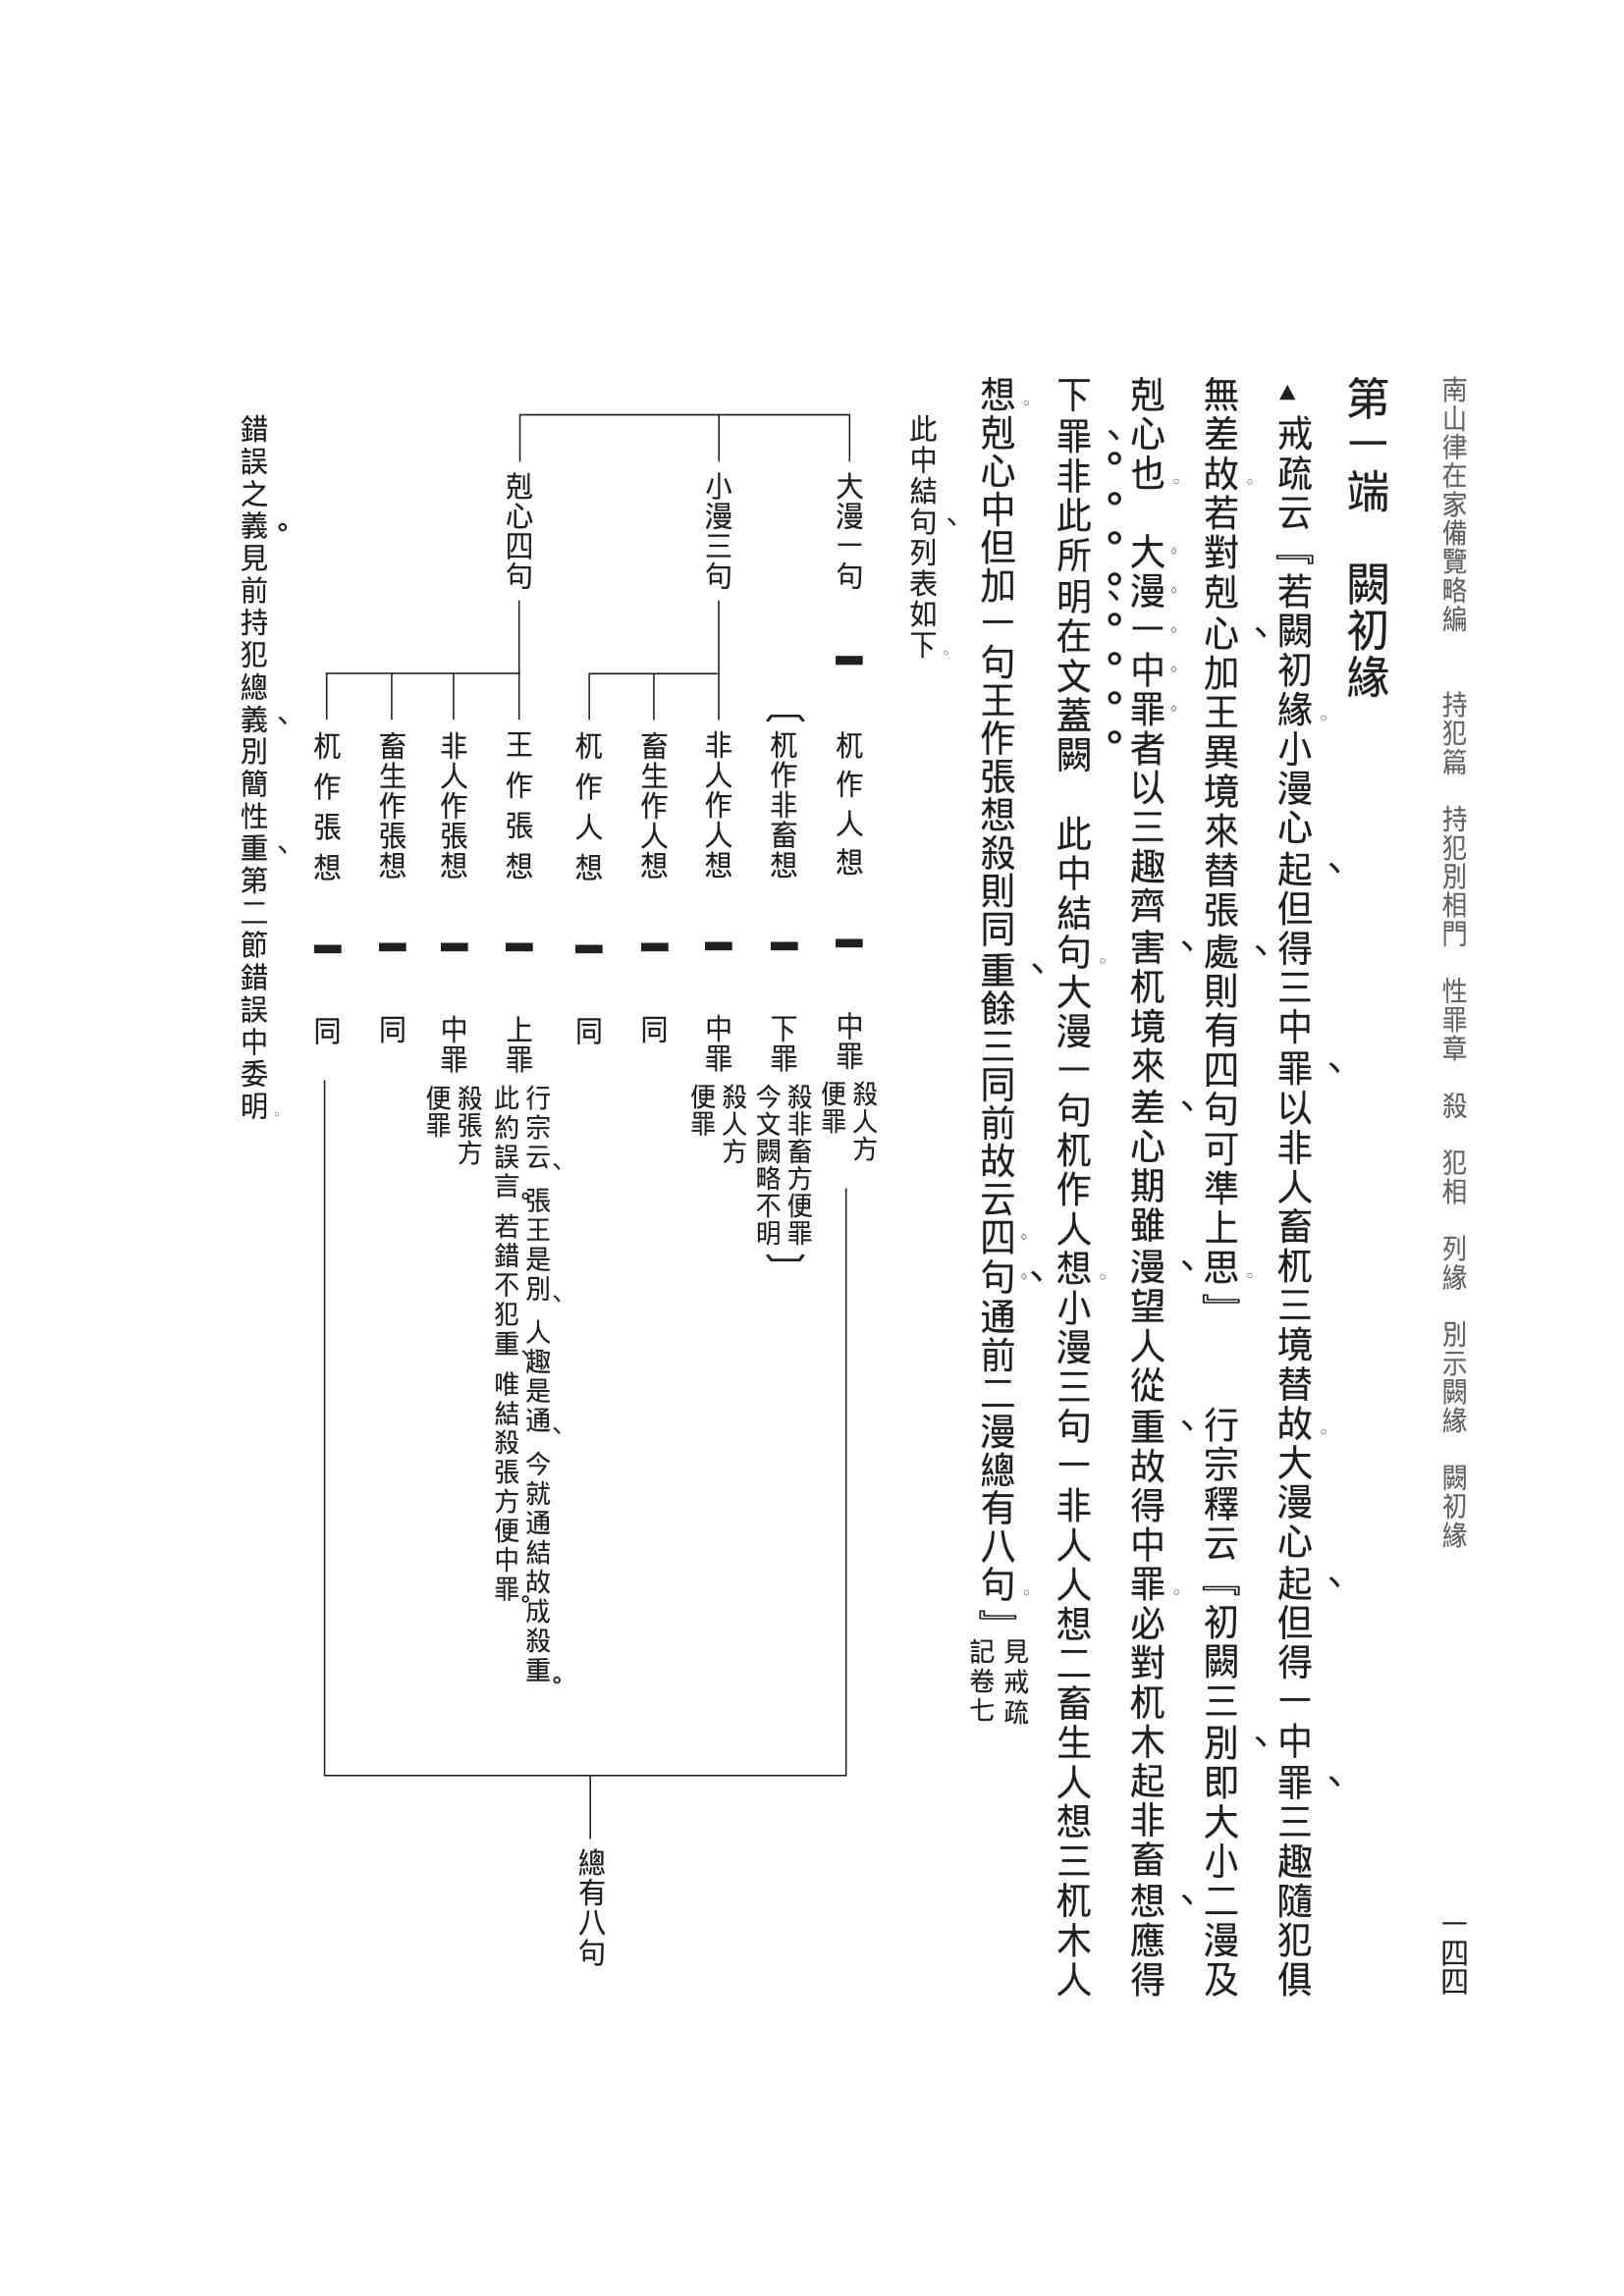 南山律在家備覽略編　持犯篇　持犯別相門　性罪章　殺　犯相　列緣　別示闕緣　闕初緣
一四四
第一端　闕初緣
▲戒疏云『若闕初緣。小漫心起、但得三中罪、以非人畜杌三境替故。大漫心起、但得一中罪、三趣隨犯俱
無差故。若對剋心、加王異境來替張處、則有四句可準上思。』　行宗釋云『初闕三別、即大小二漫及
剋心也。　大漫一中罪者以三趣齊害、杌境來差、心期雖漫、望人從重、故得中罪。必對杌木起非畜想、應得
下罪、非此所明、在文蓋闕　此中結句。大漫一句杌作人想。小漫三句一非人人想二畜生人想三杌木人
想。剋心中但加一句王作張想殺則同重、餘三同前故云四句、通前二漫總有八句。』
見戒疏
記卷七
此中結句、列表如下。
大漫一句
杌作人想
中罪
殺人方
便罪
〔杌作非畜想
下罪
殺非畜方便罪
今文闕略不明〕
小漫三句
非人作人想
中罪
殺人方
便罪
畜生作人想
同
杌作人想
同
剋心四句
王作張想
上罪
行宗云、張王是別、人趣是通、今就通結故成殺重。
此約誤言。若錯不犯重、唯結殺張方便中罪。
非人作張想
中罪
殺張方
便罪
畜生作張想
同
杌作張想
同
總有八句
錯誤之義。見前持犯總義、別簡性重、第二節錯誤中委明。